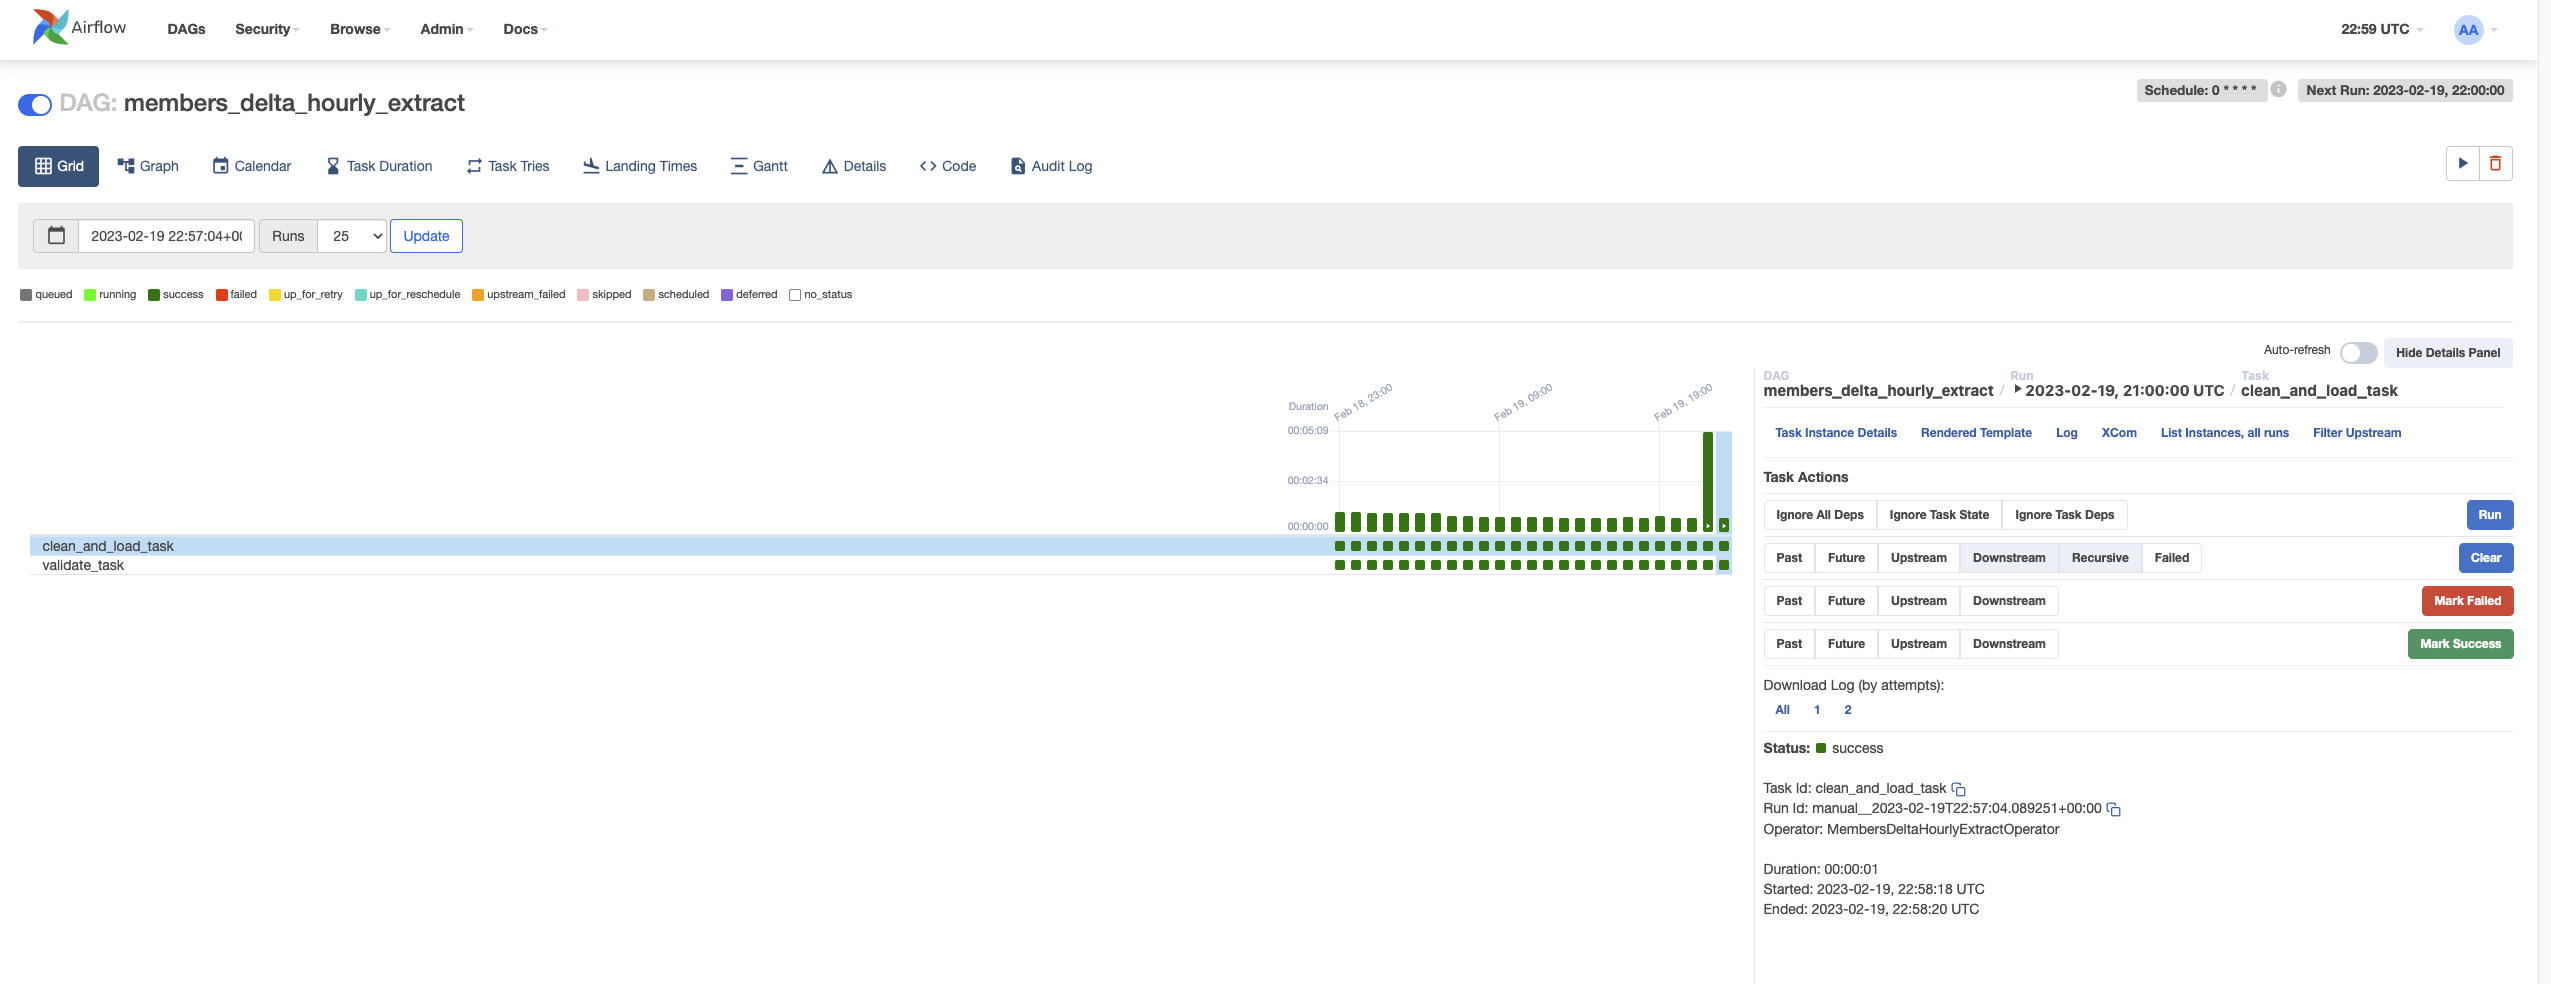 Airflow DAGs Security Browse Admin Docs 22:59 UTC AA
DAG: members_delta_hourly_extract Schedule: 0 * * * * i Next Run: 2023-02-19, 22:00:00
Grid Graph Calendar Task Duration Task Tries Landing Times Gantt Details Code Audit Log
2023-02-19 22:57:04+00 Runs 25 Update
queued running success failed up_for_retry up_for_reschedule upstream_failed skipped scheduled deferred no_status
Auto-refresh Hide Details Panel
Duration Feb 18, 23:00 Feb 19, 09:00 Feb 19, 19:00
00:05:09
00:02:34
00:00:00
clean_and_load_task
validate_task
DAG Run Task
members_delta_hourly_extract / 2023-02-19, 21:00:00 UTC / clean_and_load_task
Task Instance Details Rendered Template Log XCom List Instances, all runs Filter Upstream
Task Actions
Ignore All Deps Ignore Task State Ignore Task Deps Run
Past Future Upstream Downstream Recursive Failed Clear
Past Future Upstream Downstream Mark Failed
Past Future Upstream Downstream Mark Success
Download Log (by attempts):
All 1 2
Status: success
Task Id: clean_and_load_task
Run Id: manual__2023-02-19T22:57:04.089251+00:00
Operator: MembersDeltaHourlyExtractOperator
Duration: 00:00:01
Started: 2023-02-19, 22:58:18 UTC
Ended: 2023-02-19, 22:58:20 UTC